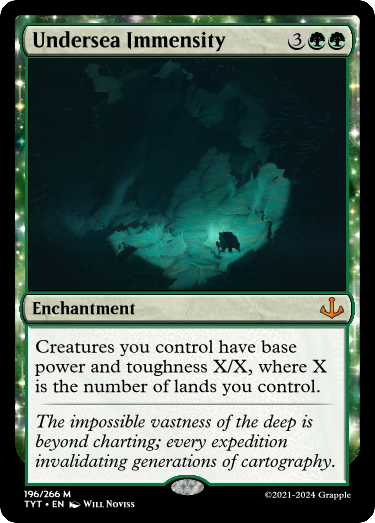 Undersea Immensity 3
Enchantment
Creatures you control have base
power and toughness X/X, where X
is the number of lands you control.
The impossible vastness of the deep is
beyond charting; every expedition
invalidating generations of cartography.
196/266 M
TYT • EN Will Noviss
©2021-2024 Grapple